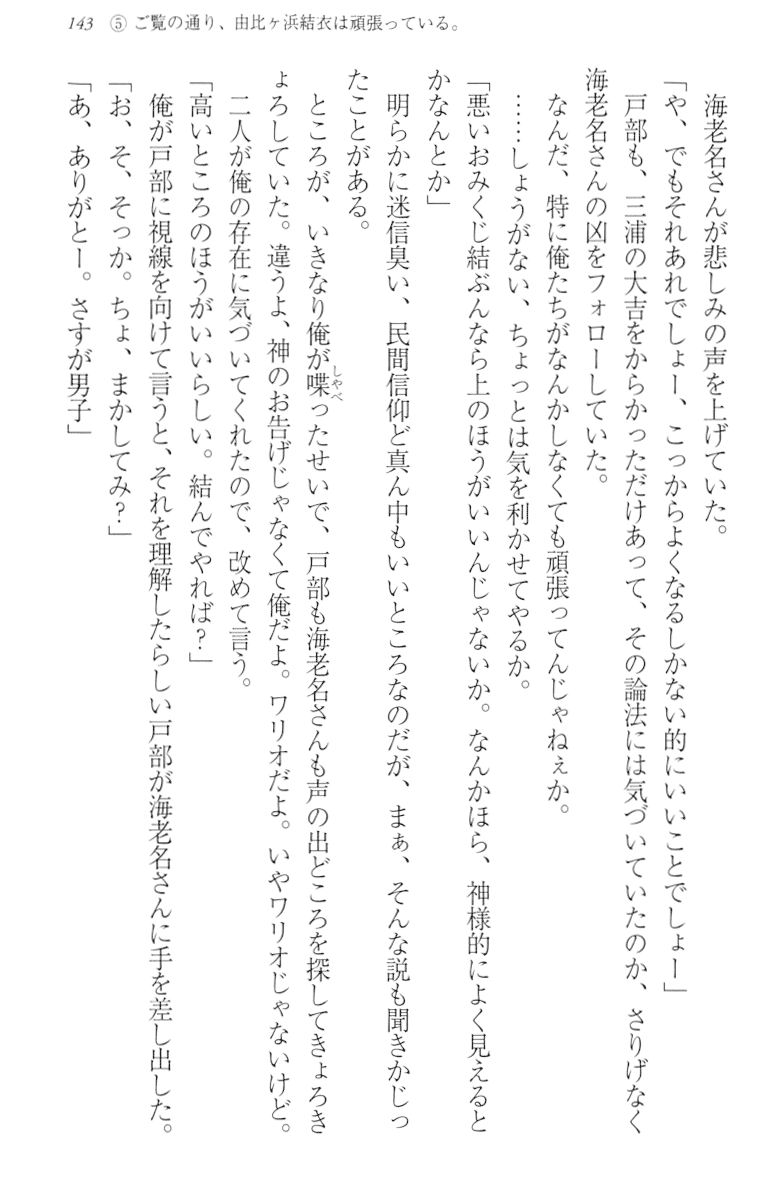 143 ⑤ ご覧の通り、由比ヶ浜結衣は頑張っている。
海老名さんが悲しみの声を上げていた。
「や、でもそれあれでしょー、こっからよくなるしかない的にいいことでしょー」
戸部も、三浦の大吉をからかっただけあって、その論法には気づいていたのか、さりげなく
海老名さんの凶をフォローしていた。
なんだ、特に俺たちがなんかしなくても頑張ってんじゃねぇか。
……しょうがない、ちょっとは気を利かせてやるか。
「悪いおみくじ結ぶんなら上のほうがいいんじゃないか。なんかほら、神様的によく見えると
かなんとか」
明らかに迷信臭い、民間信仰ど真ん中もいいところなのだが、まぁ、そんな説も聞きかじっ
たことがある。
ところが、いきなり俺が喋ったせいで、戸部も海老名さんも声の出どころを探してきょろき
しゃべ
ょろしていた。違うよ、神のお告げじゃなくて俺だよ。ワリオだよ。いやワリオじゃないけど。
二人が俺の存在に気づいてくれたので、改めて言う。
「高いところのほうがいいらしい。結んでやれば?」
俺が戸部に視線を向けて言うと、それを理解したらしい戸部が海老名さんに手を差し出した。
「お、そ、そっか。ちょ、まかしてみ?」
「あ、ありがとー。さすが男子」